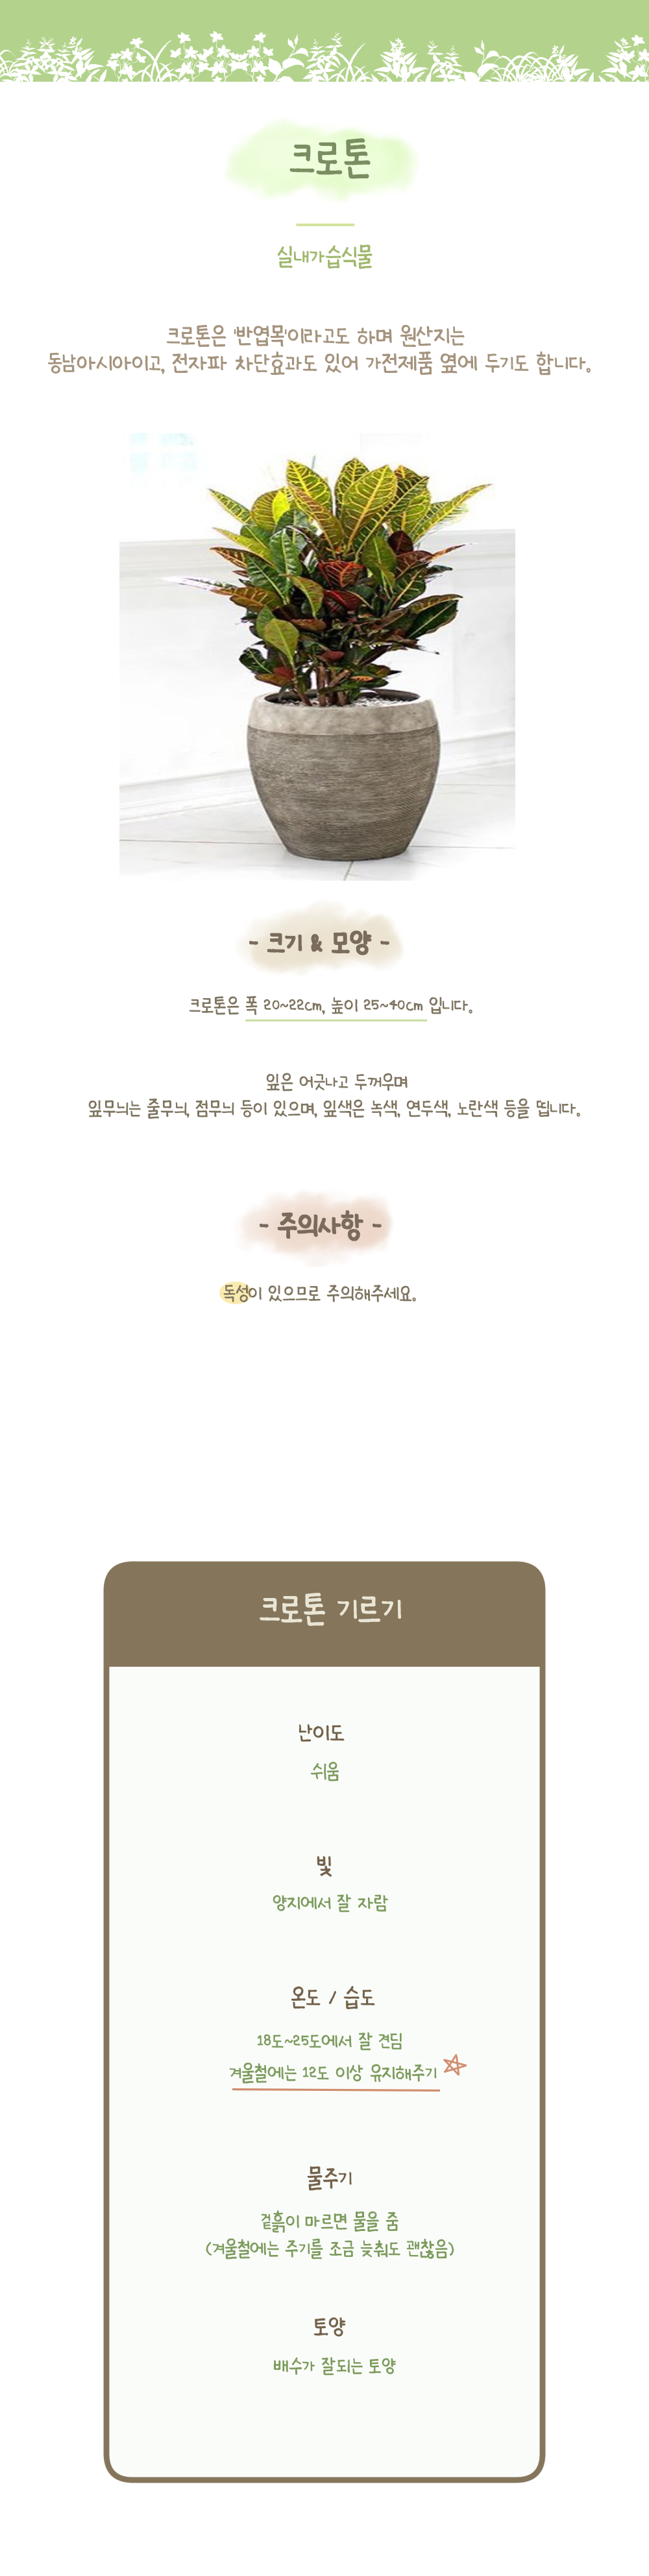 크로톤
실내가습식물
크로톤은 '반엽목'이라고도 하며 원산지는
동남아시아이고, 전자파 차단효과도 있어 가전제품 옆에 두기도 합니다.
- 크기 & 모양 -
크로톤은 폭 20~22cm, 높이 25~40cm 입니다.
잎은 어긋나고 두꺼우며
잎무늬는 줄무늬, 점무늬 등이 있으며, 잎색은 녹색, 연두색, 노란색 등을 띕니다.
- 주의사항 -
독성이 있으므로 주의해주세요.
크로톤 기르기
난이도
쉬움
빛
양지에서 잘 자람
온도 / 습도
18도~25도에서 잘 견딤
겨울철에는 12도 이상 유지해주기
물주기
겉흙이 마르면 물을 줌
(겨울철에는 주기를 조금 늦춰도 괜찮음)
토양
배수가 잘되는 토양